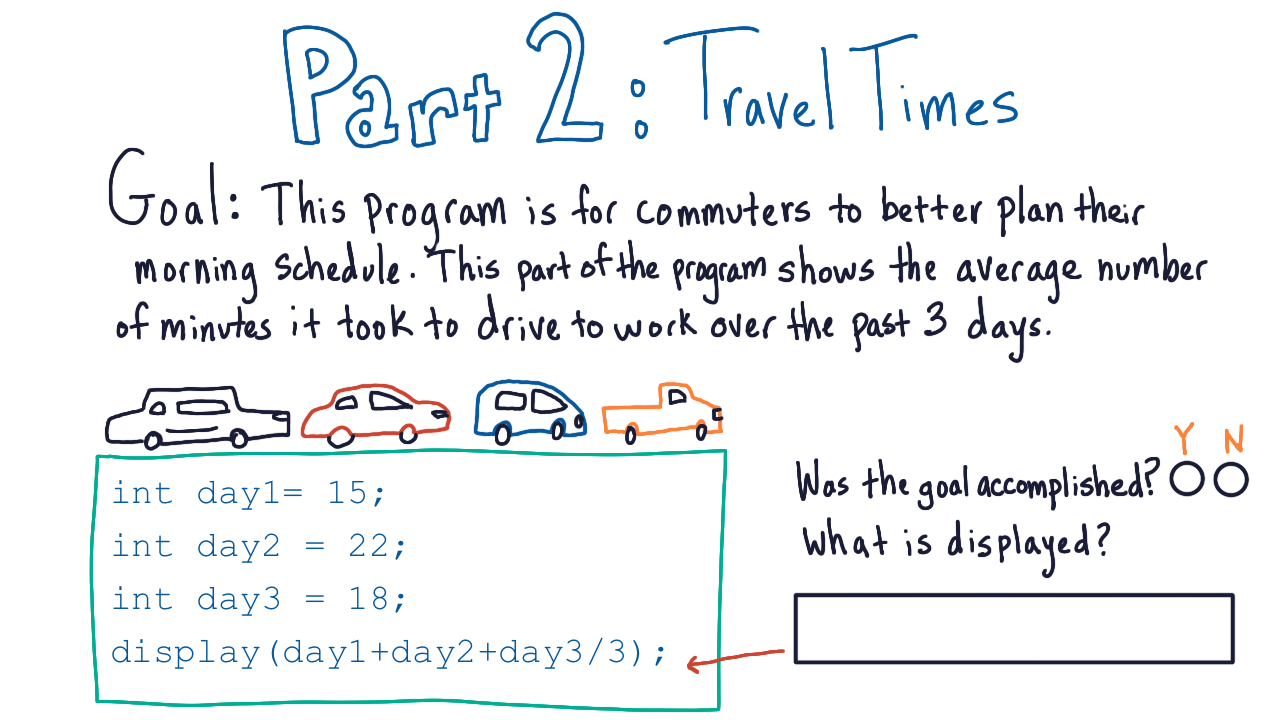 Part 2: Travel Times
Goal: This program is for commuters to better plan their
morning schedule. This part of the program shows the average number
of minutes it took to drive to work over the past 3 days.
int day1= 15;
int day2 = 22;
int day3 = 18;
display(day1+day2+day3/3);
Y N
Was the goal accomplished?
What is displayed?